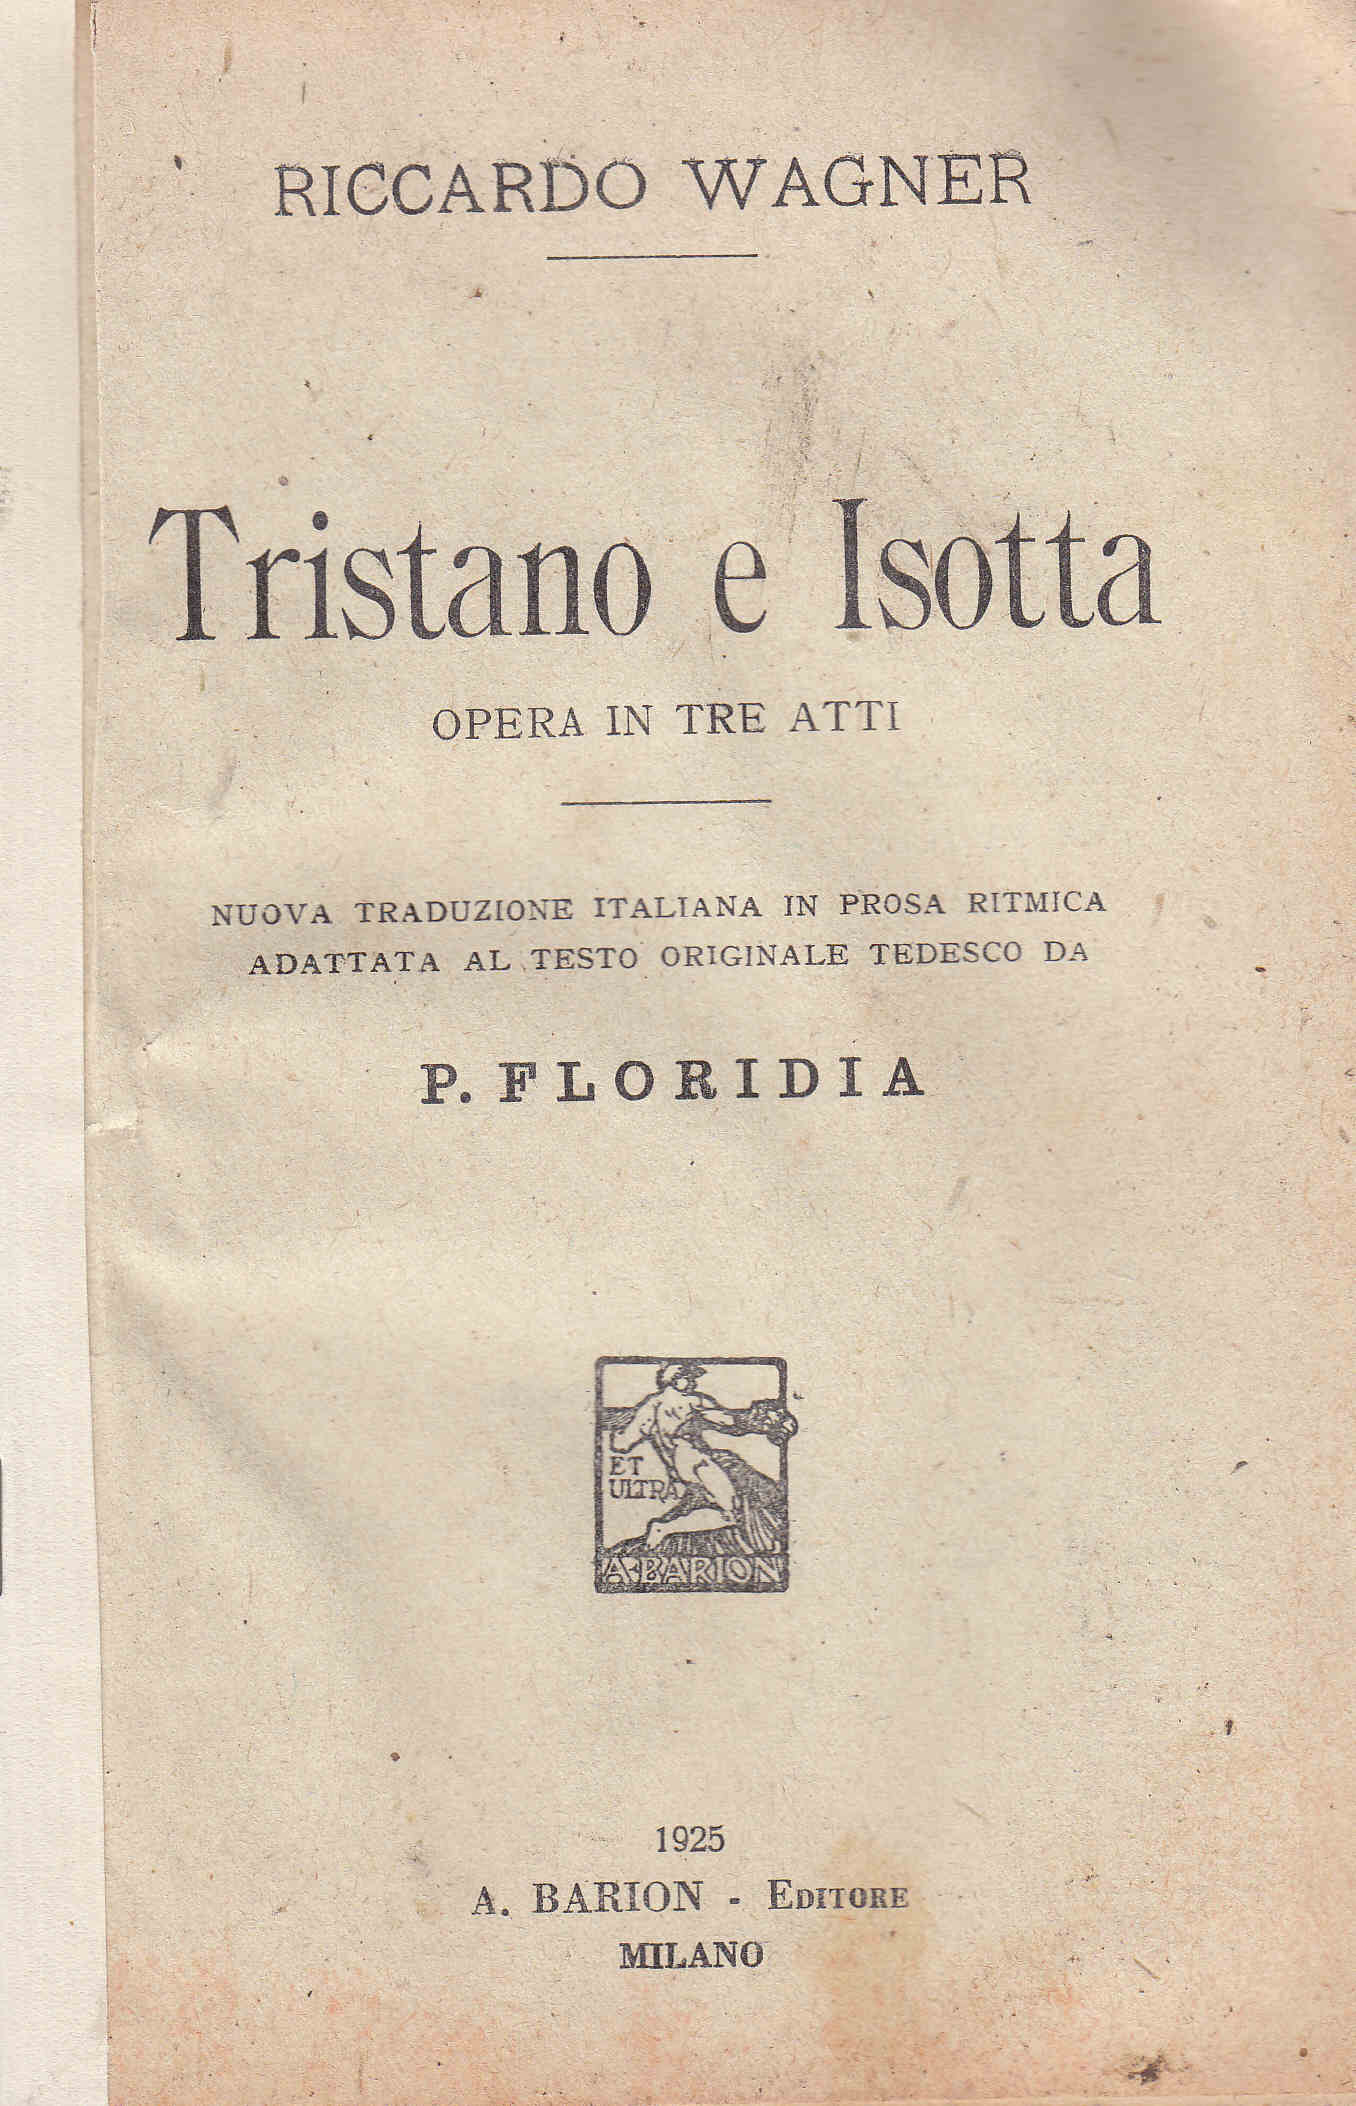 RICCARDO WAGNER
Tristano e Isotta
OPERA IN TRE ATTI
NUOVA TRADUZIONE ITALIANA IN PROSA RITMICA
ADATTATA AL TESTO ORIGINALE TEDESCO DA
P. FLORIDIA
ET
ULTRA
A·BARION
1925
A. BARION - EDITORE
MILANO